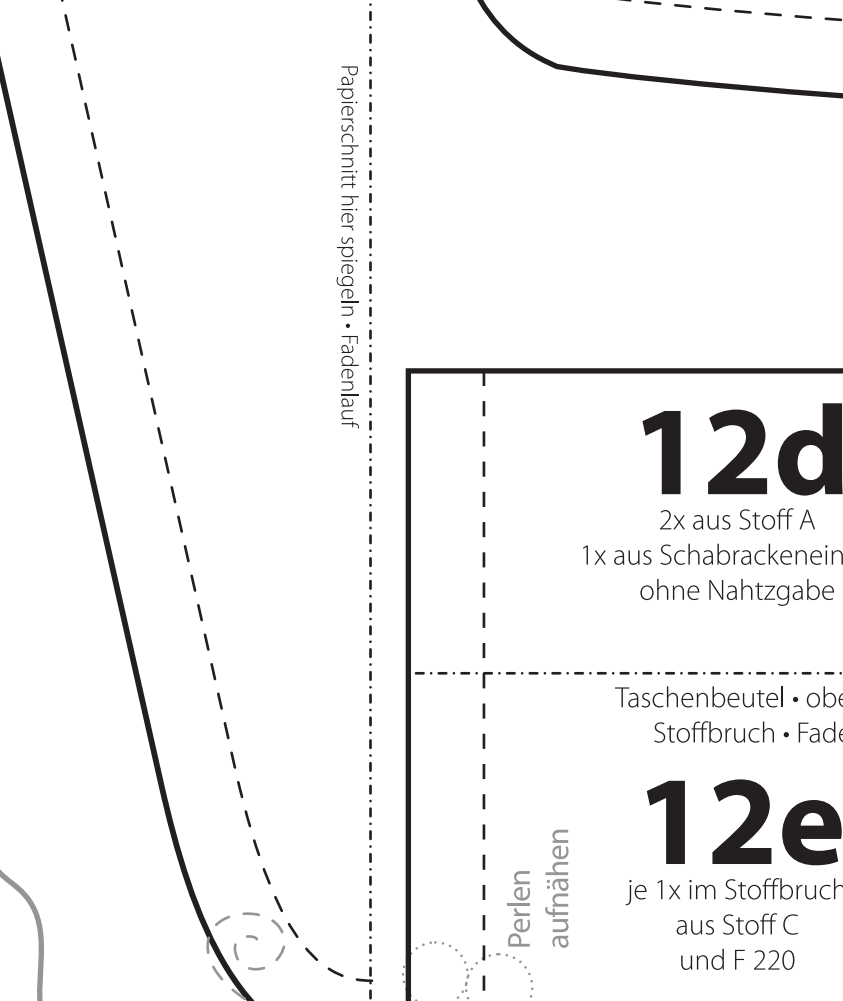 Papierschnitt hier spiegeln • Fadenlauf
12d
2x aus Stoff A
1x aus Schabrackenein
ohne Nahtzgabe
Taschenbeutel • obe
Stoffbruch • Fade
12e
je 1x im Stoffbruch
aus Stoff C
und F 220
Perlen
aufnähen